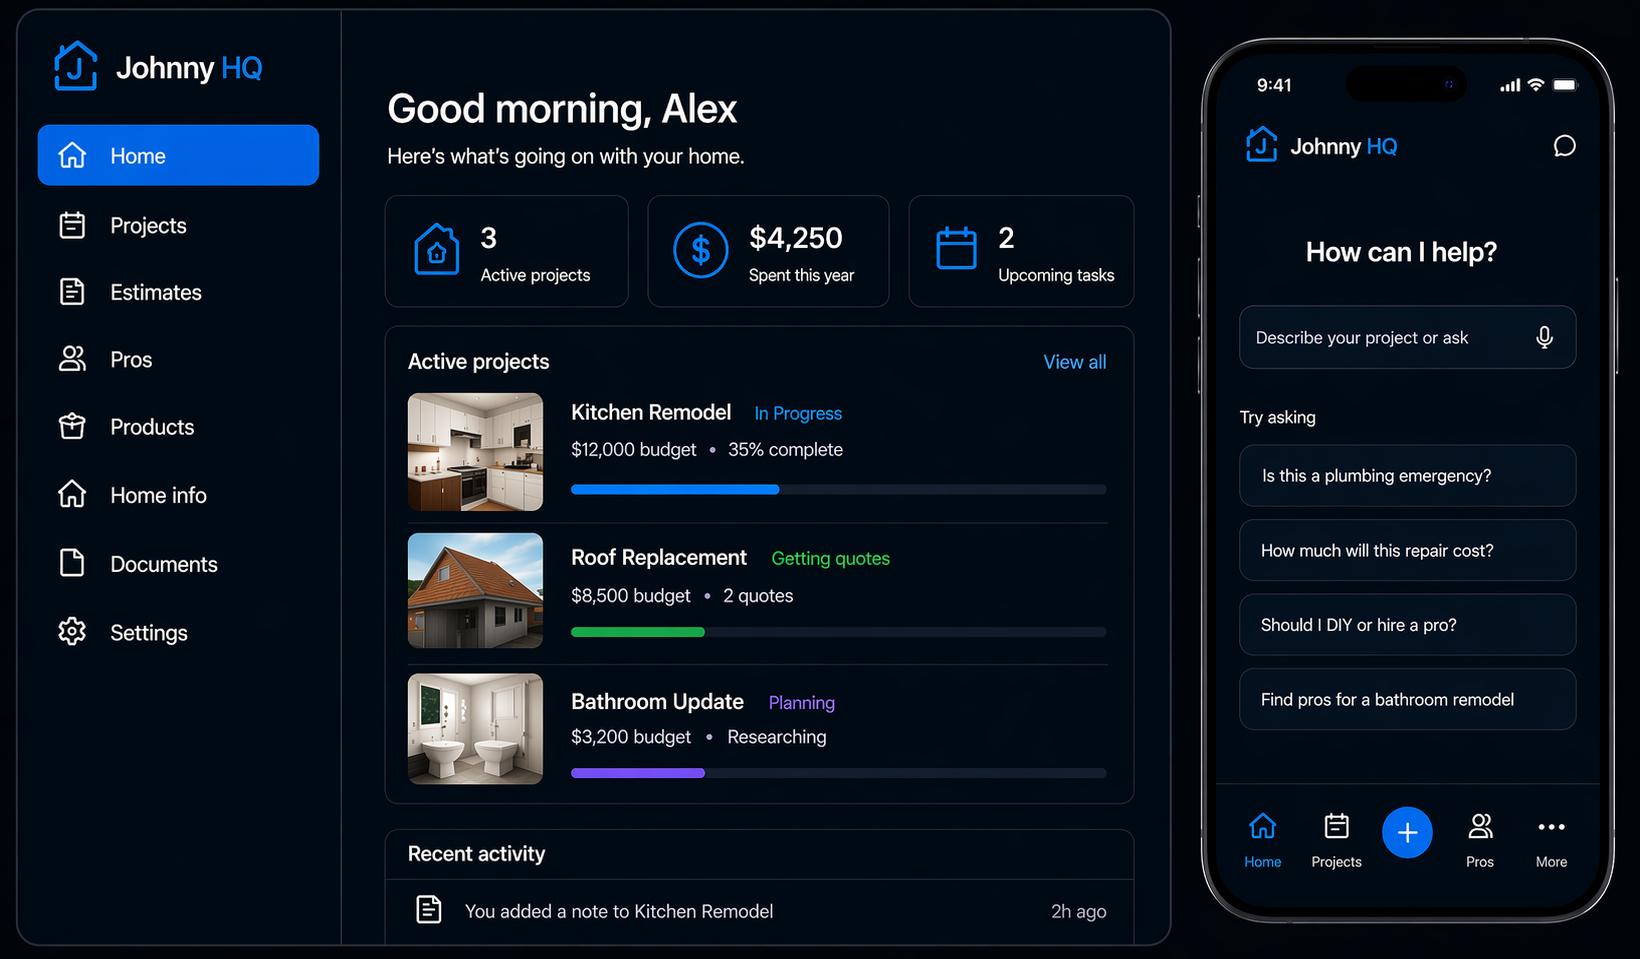 Johnny HQ
Home
Projects
Estimates
Pros
Products
Home info
Documents
Settings
Good morning, Alex
Here's what's going on with your home.
3
Active projects
$4,250
Spent this year
2
Upcoming tasks
Active projects
View all
Kitchen Remodel In Progress
$12,000 budget • 35% complete
Roof Replacement Getting quotes
$8,500 budget • 2 quotes
Bathroom Update Planning
$3,200 budget • Researching
Recent activity
You added a note to Kitchen Remodel 2h ago
9:41
Johnny HQ
How can I help?
Describe your project or ask
Try asking
Is this a plumbing emergency?
How much will this repair cost?
Should I DIY or hire a pro?
Find pros for a bathroom remodel
Home
Projects
Pros
More